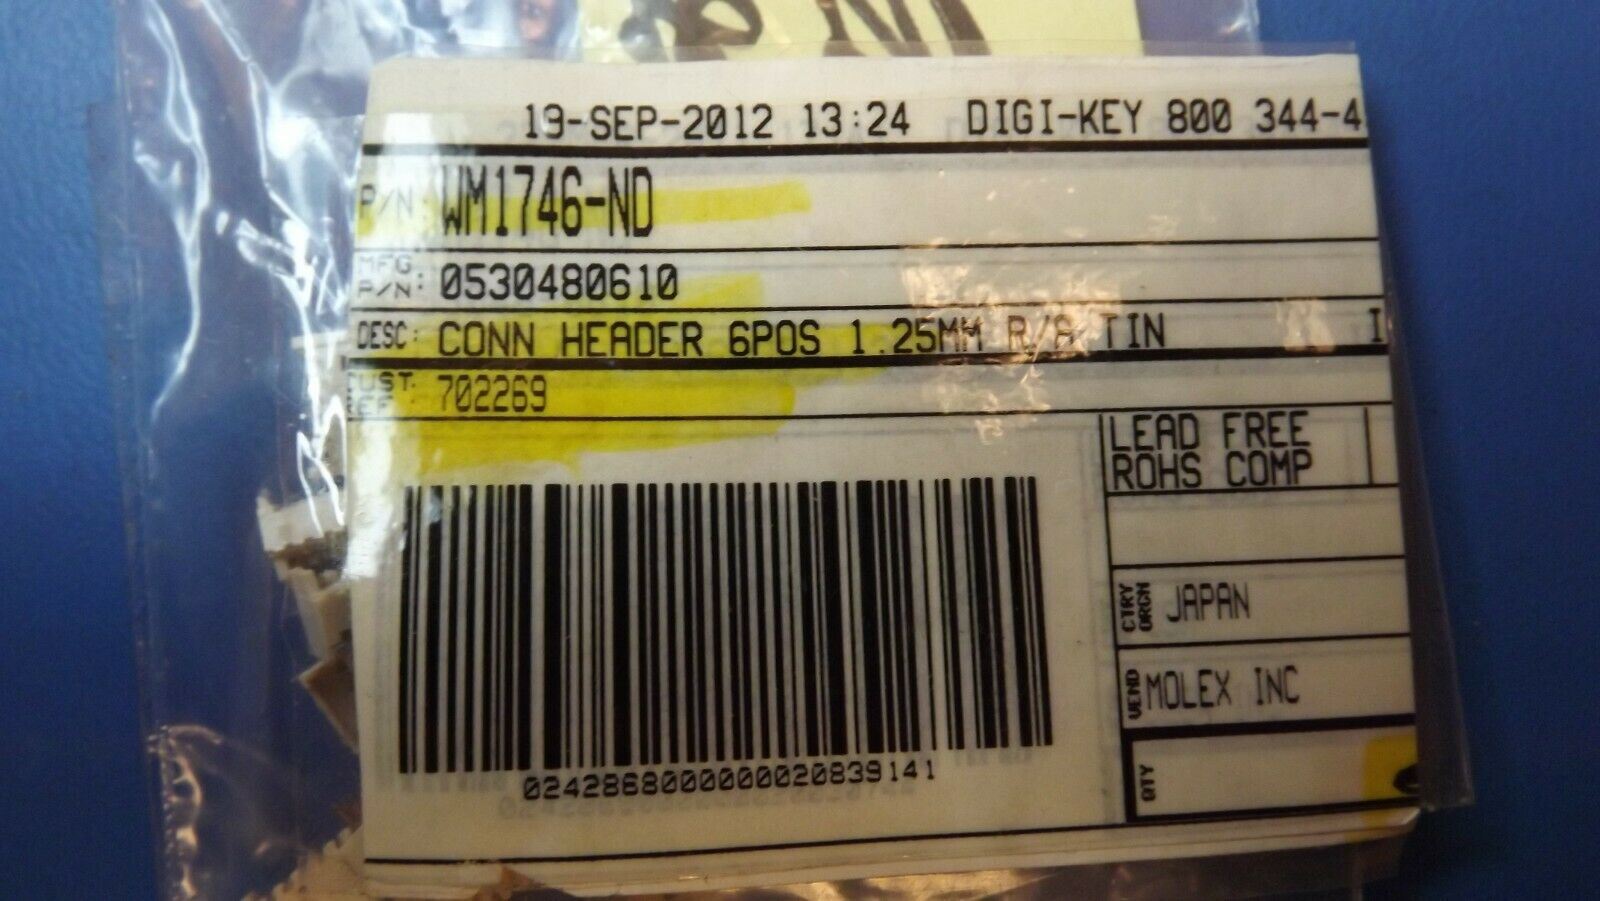 19-SEP-2012 13:24 DIGI-KEY 800 344-4
P/N: WM1746-ND
MFG. P/N: 0530480610
DESC: CONN HEADER 6POS 1.25MM R/A TIN I
CUST. REF. 702269
LEAD FREE
ROHS COMP
CTRY ORGN JAPAN
VEND MOLEX INC
QTY
0242868000000020839141